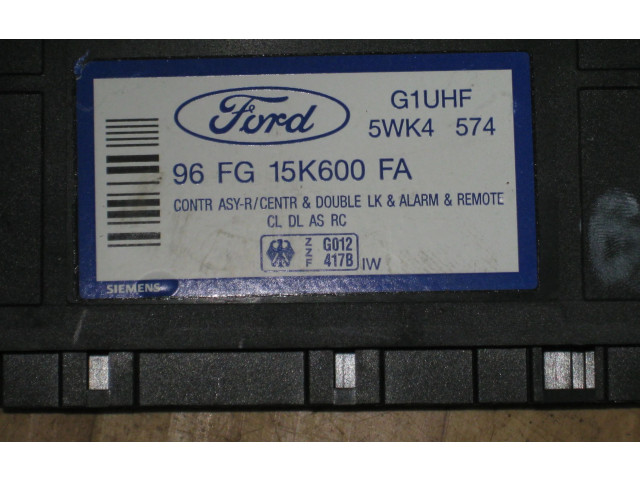 Ford
G1UHF
5WK4 574
96 FG 15K600 FA
CONTR ASY-R/CENTR & DOUBLE LK & ALARM & REMOTE
CL DL AS RC
ZZF G012 417B IW
SIEMENS